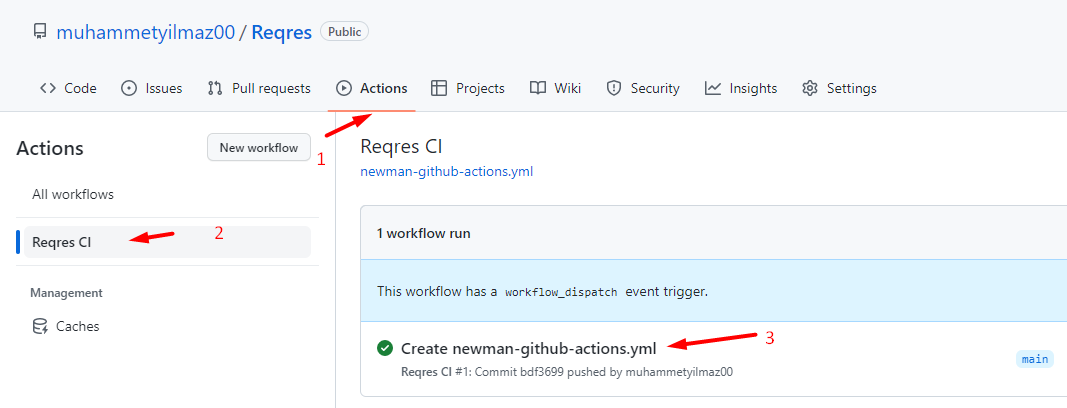 muhammetyilmaz00 / Reqres Public
Code Issues Pull requests Actions Projects Wiki Security Insights Settings
1
Actions New workflow
All workflows
Reqres CI 2
Management
Caches
Reqres CI
newman-github-actions.yml
1 workflow run
This workflow has a workflow_dispatch event trigger.
Create newman-github-actions.yml 3
Reqres CI #1: Commit bdf3699 pushed by muhammetyilmaz00
main